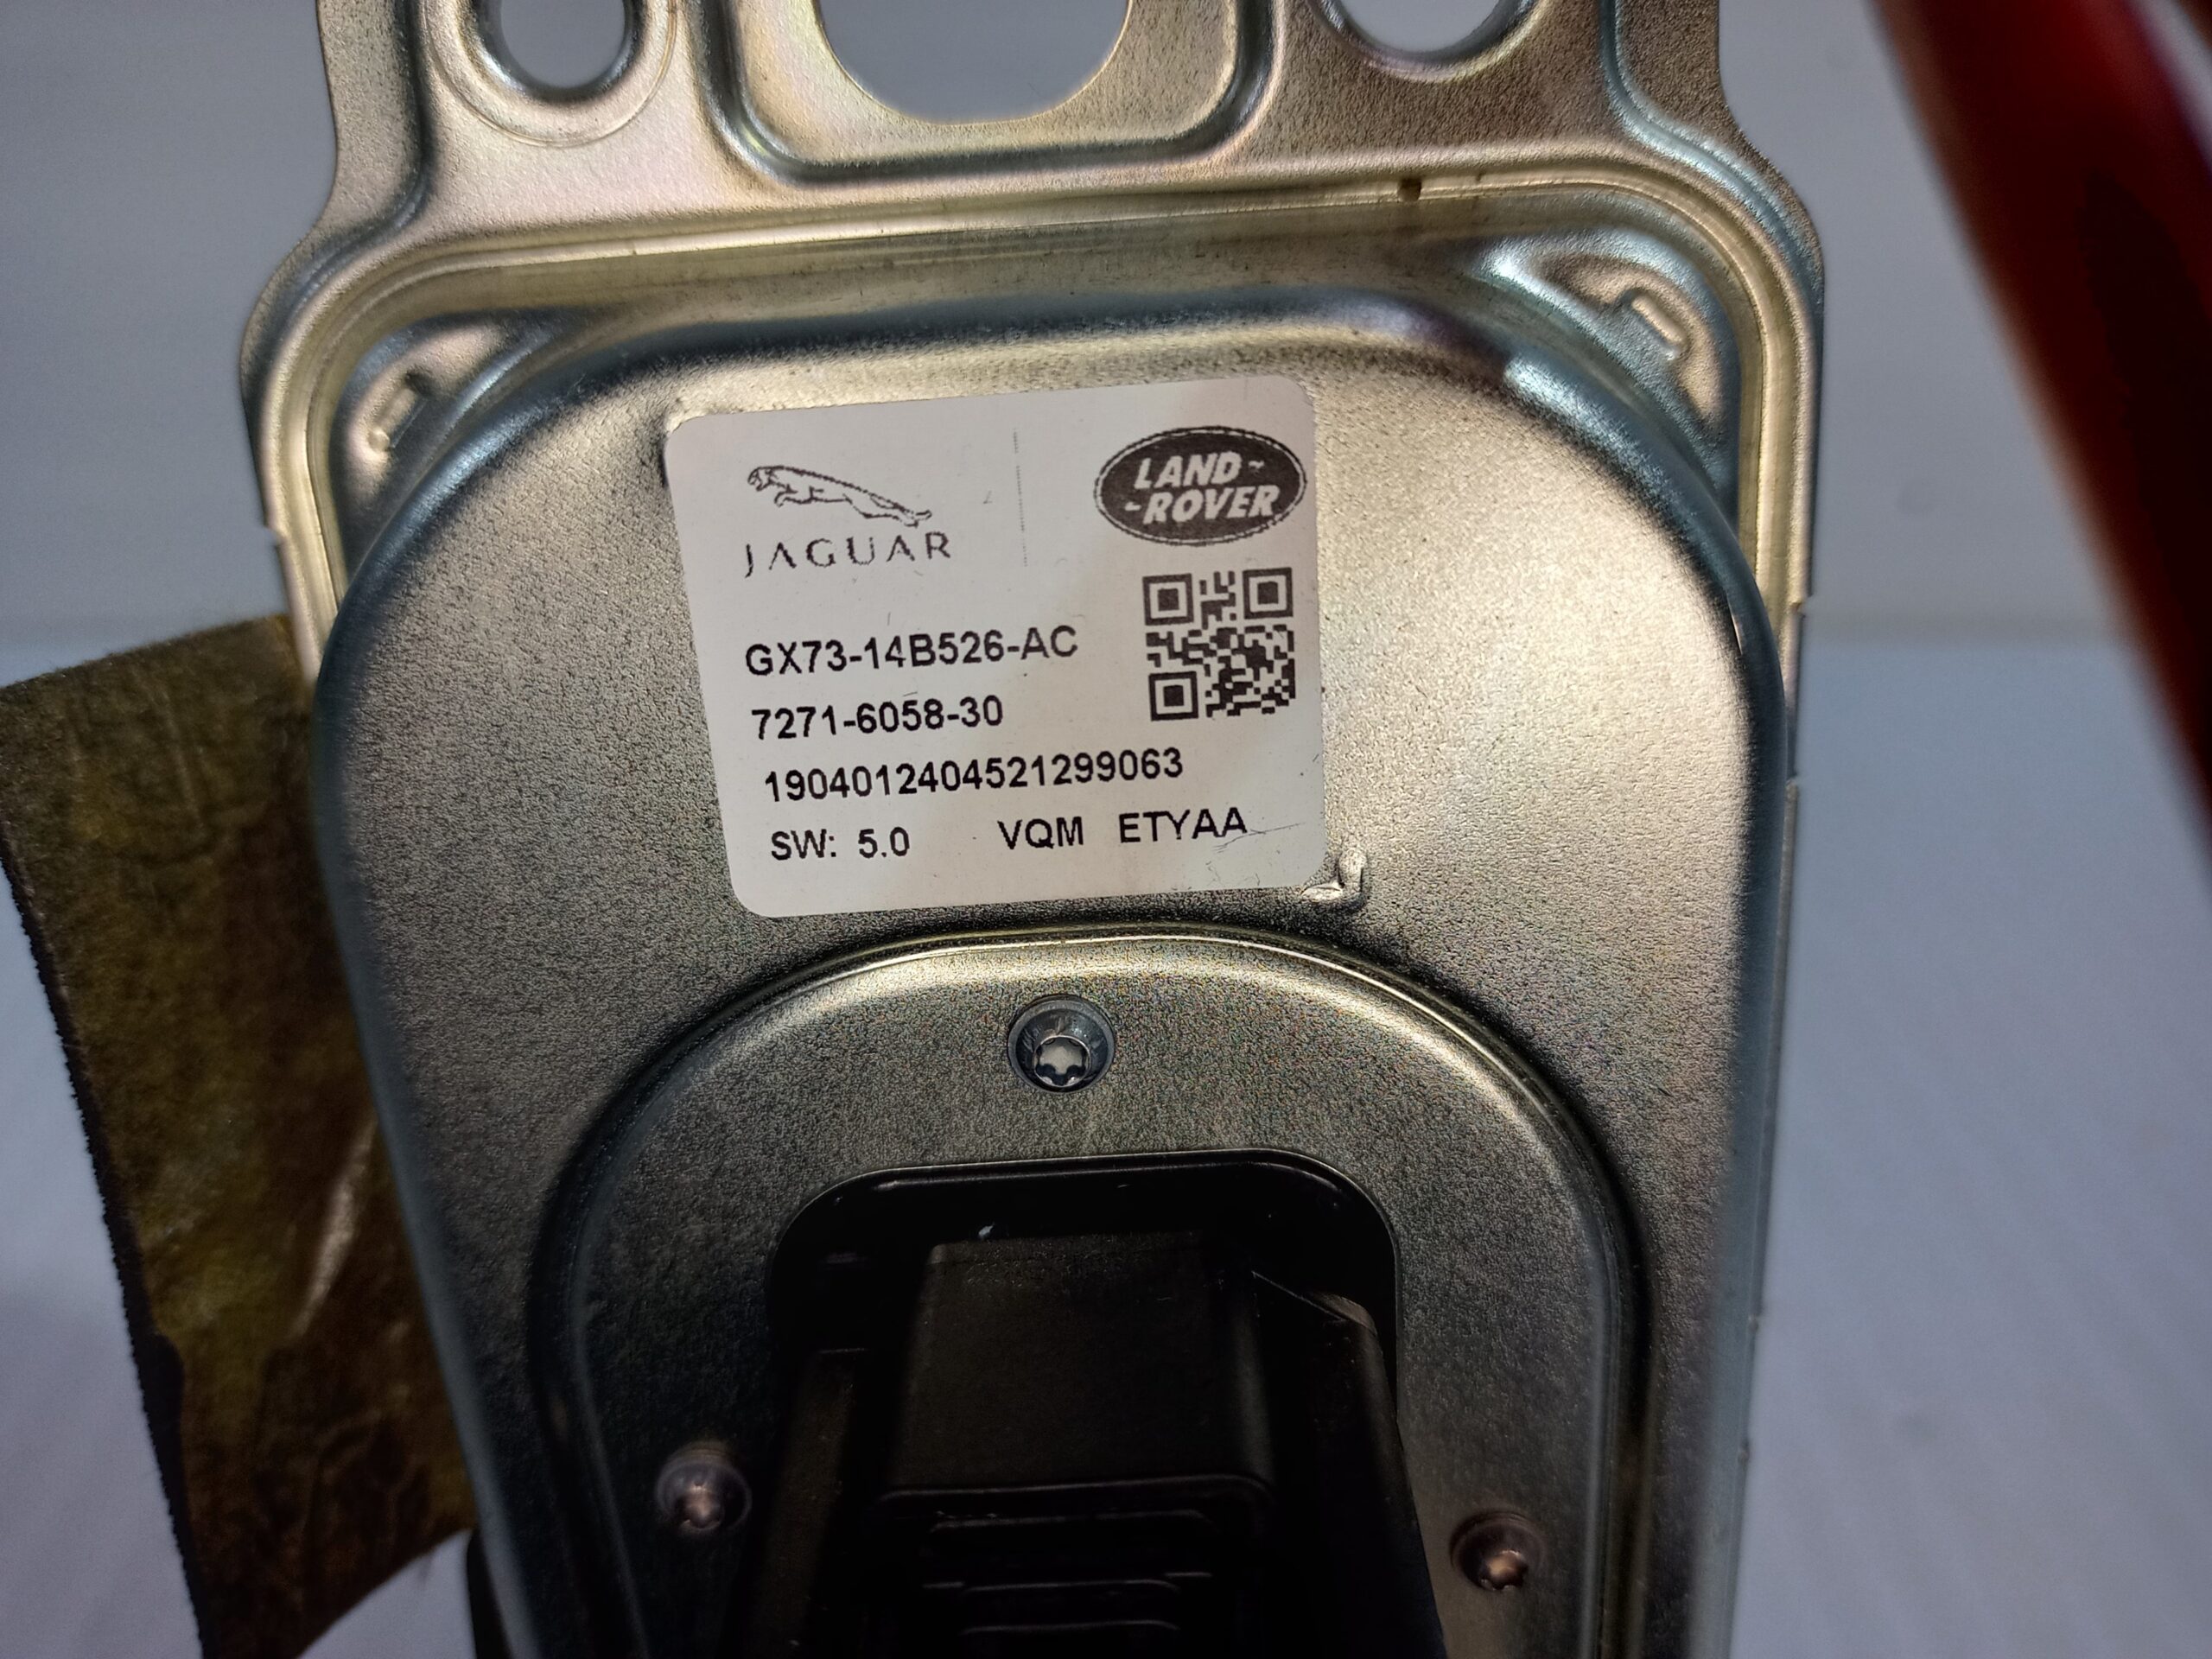 JAGUAR
LAND-
-ROVER
GX73-14B526-AC
7271-6058-30
1904012404521299063
SW: 5.0 VQM ETYAA